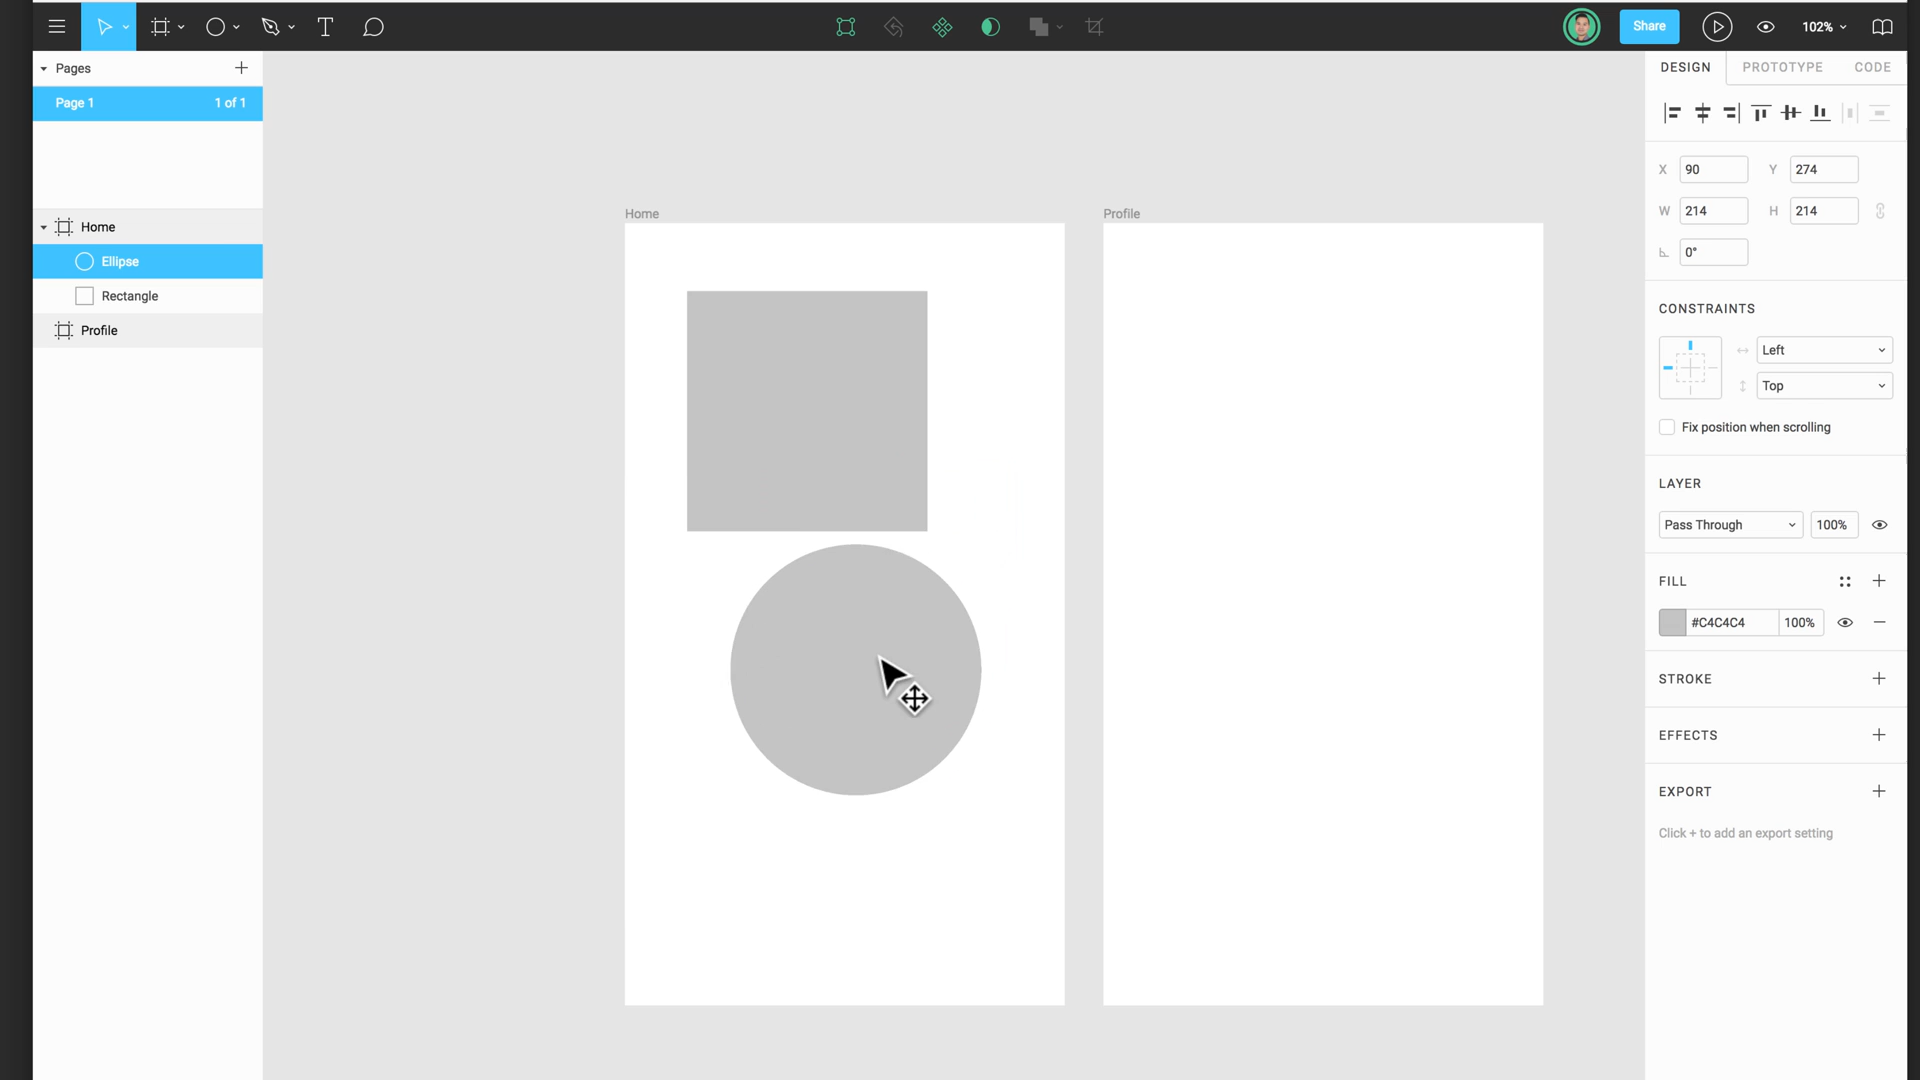 Share
102%
Pages
Page 1
1 of 1
Home
Ellipse
Rectangle
Profile
Home
Profile
DESIGN
PROTOTYPE
CODE
X 90
Y 274
W 214
H 214
0°
CONSTRAINTS
Left
Top
Fix position when scrolling
LAYER
Pass Through
100%
FILL
#C4C4C4
100%
STROKE
EFFECTS
EXPORT
Click + to add an export setting